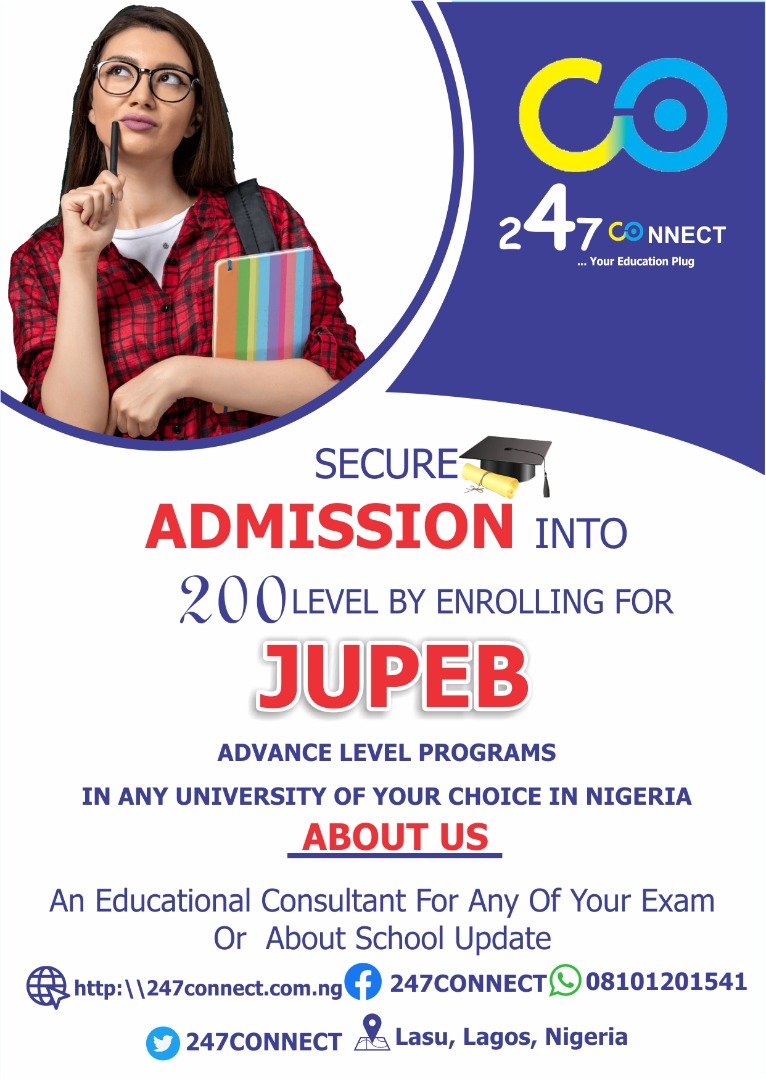 CO
247 CONNECT
... Your Education Plug
SECURE
ADMISSION INTO
200 LEVEL BY ENROLLING FOR
JUPEB
ADVANCE LEVEL PROGRAMS
IN ANY UNIVERSITY OF YOUR CHOICE IN NIGERIA
ABOUT US
An Educational Consultant For Any Of Your Exam
Or About School Update
http:\\247connect.com.ng 247CONNECT 08101201541
247CONNECT Lasu, Lagos, Nigeria